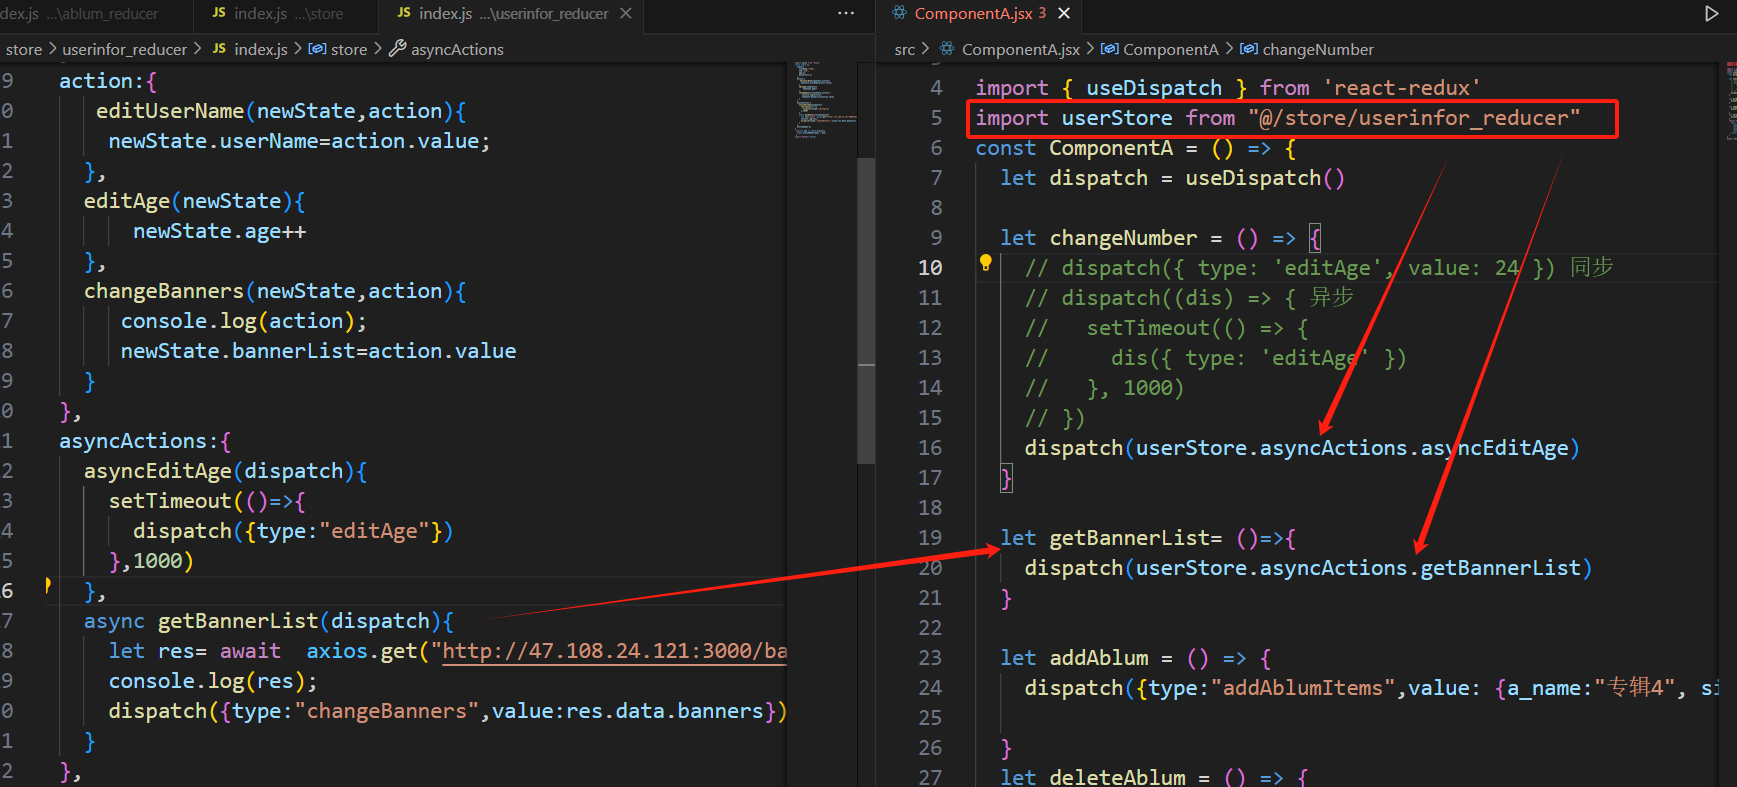 dex.js ...\ablum_reducer
JS index.js ...\store
JS index.js ...\userinfor_reducer
store > userinfor_reducer > JS index.js > store > asyncActions
9 action:{
0 editUserName(newState,action){
1 newState.userName=action.value;
2 },
3 editAge(newState){
4 newState.age++
5 },
6 changeBanners(newState,action){
7 console.log(action);
8 newState.bannerList=action.value
9 }
0 },
1 asyncActions:{
2 asyncEditAge(dispatch){
3 setTimeout(()=>{
4 dispatch({type:"editAge"})
5 },1000)
6 },
7 async getBannerList(dispatch){
8 let res= await  axios.get("http://47.108.24.121:3000/ba
9 console.log(res);
0 dispatch({type:"changeBanners",value:res.data.banners})
1 }
2 },
ComponentA.jsx 3
src > ComponentA.jsx > ComponentA > changeNumber
4 import { useDispatch } from 'react-redux'
5 import userStore from "@/store/userinfor_reducer"
6 const ComponentA = () => {
7 let dispatch = useDispatch()
8
9 let changeNumber = () => {
10 // dispatch({ type: 'editAge', value: 24 }) 同步
11 // dispatch((dis) => { 异步
12 //   setTimeout(() => {
13 //     dis({ type: 'editAge' })
14 //   }, 1000)
15 // })
16 dispatch(userStore.asyncActions.asyncEditAge)
17 }
18
19 let getBannerList= ()=>{
20 dispatch(userStore.asyncActions.getBannerList)
21 }
22
23 let addAblum = () => {
24 dispatch({type:"addAblumItems",value: {a_name:"专辑4", si
25
26 }
27 let deleteAblum = () => {